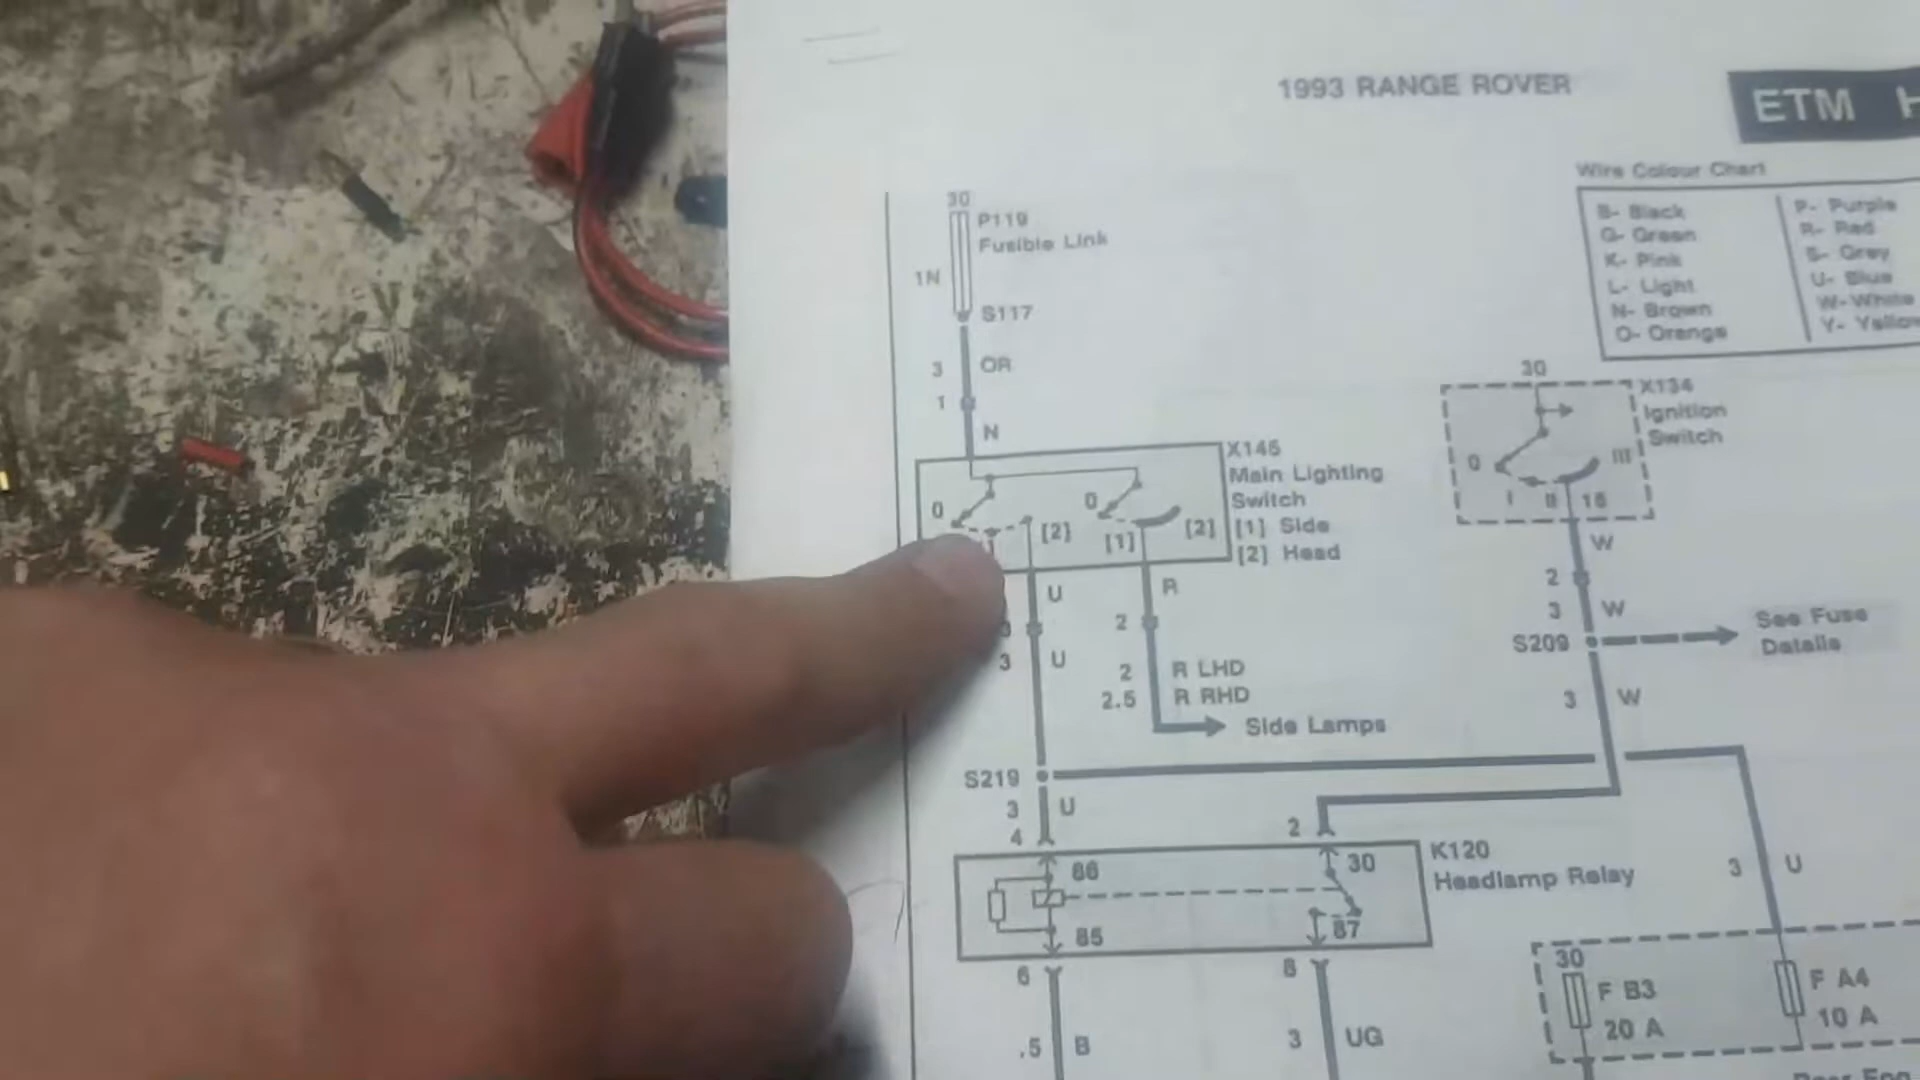 1993 RANGE ROVER
ETM
Wire Colour Chart
B- Black
G- Green
K- Pink
L- Light
N- Brown
O- Orange
P- Purple
R- Red
S- Grey
U- Blue
W- White
Y- Yellow
30
P119
Fusible Link
1N
S117
3 OR
1
N
X145
Main Lighting
Switch
[1] Side
[2] Head
0
[2]
0
[1]
[2]
30
X134
Ignition
Switch
0
I
II
III
15
W
2
3 W
S209
See Fuse
Details
3 W
U
R
3 U
2
2 R LHD
2.5 R RHD
Side Lamps
S219
3 U
4
2
86
85
30
87
K120
Headlamp Relay
3 U
6
8
.5 B
3 UG
30
F B3
20 A
F A4
10 A